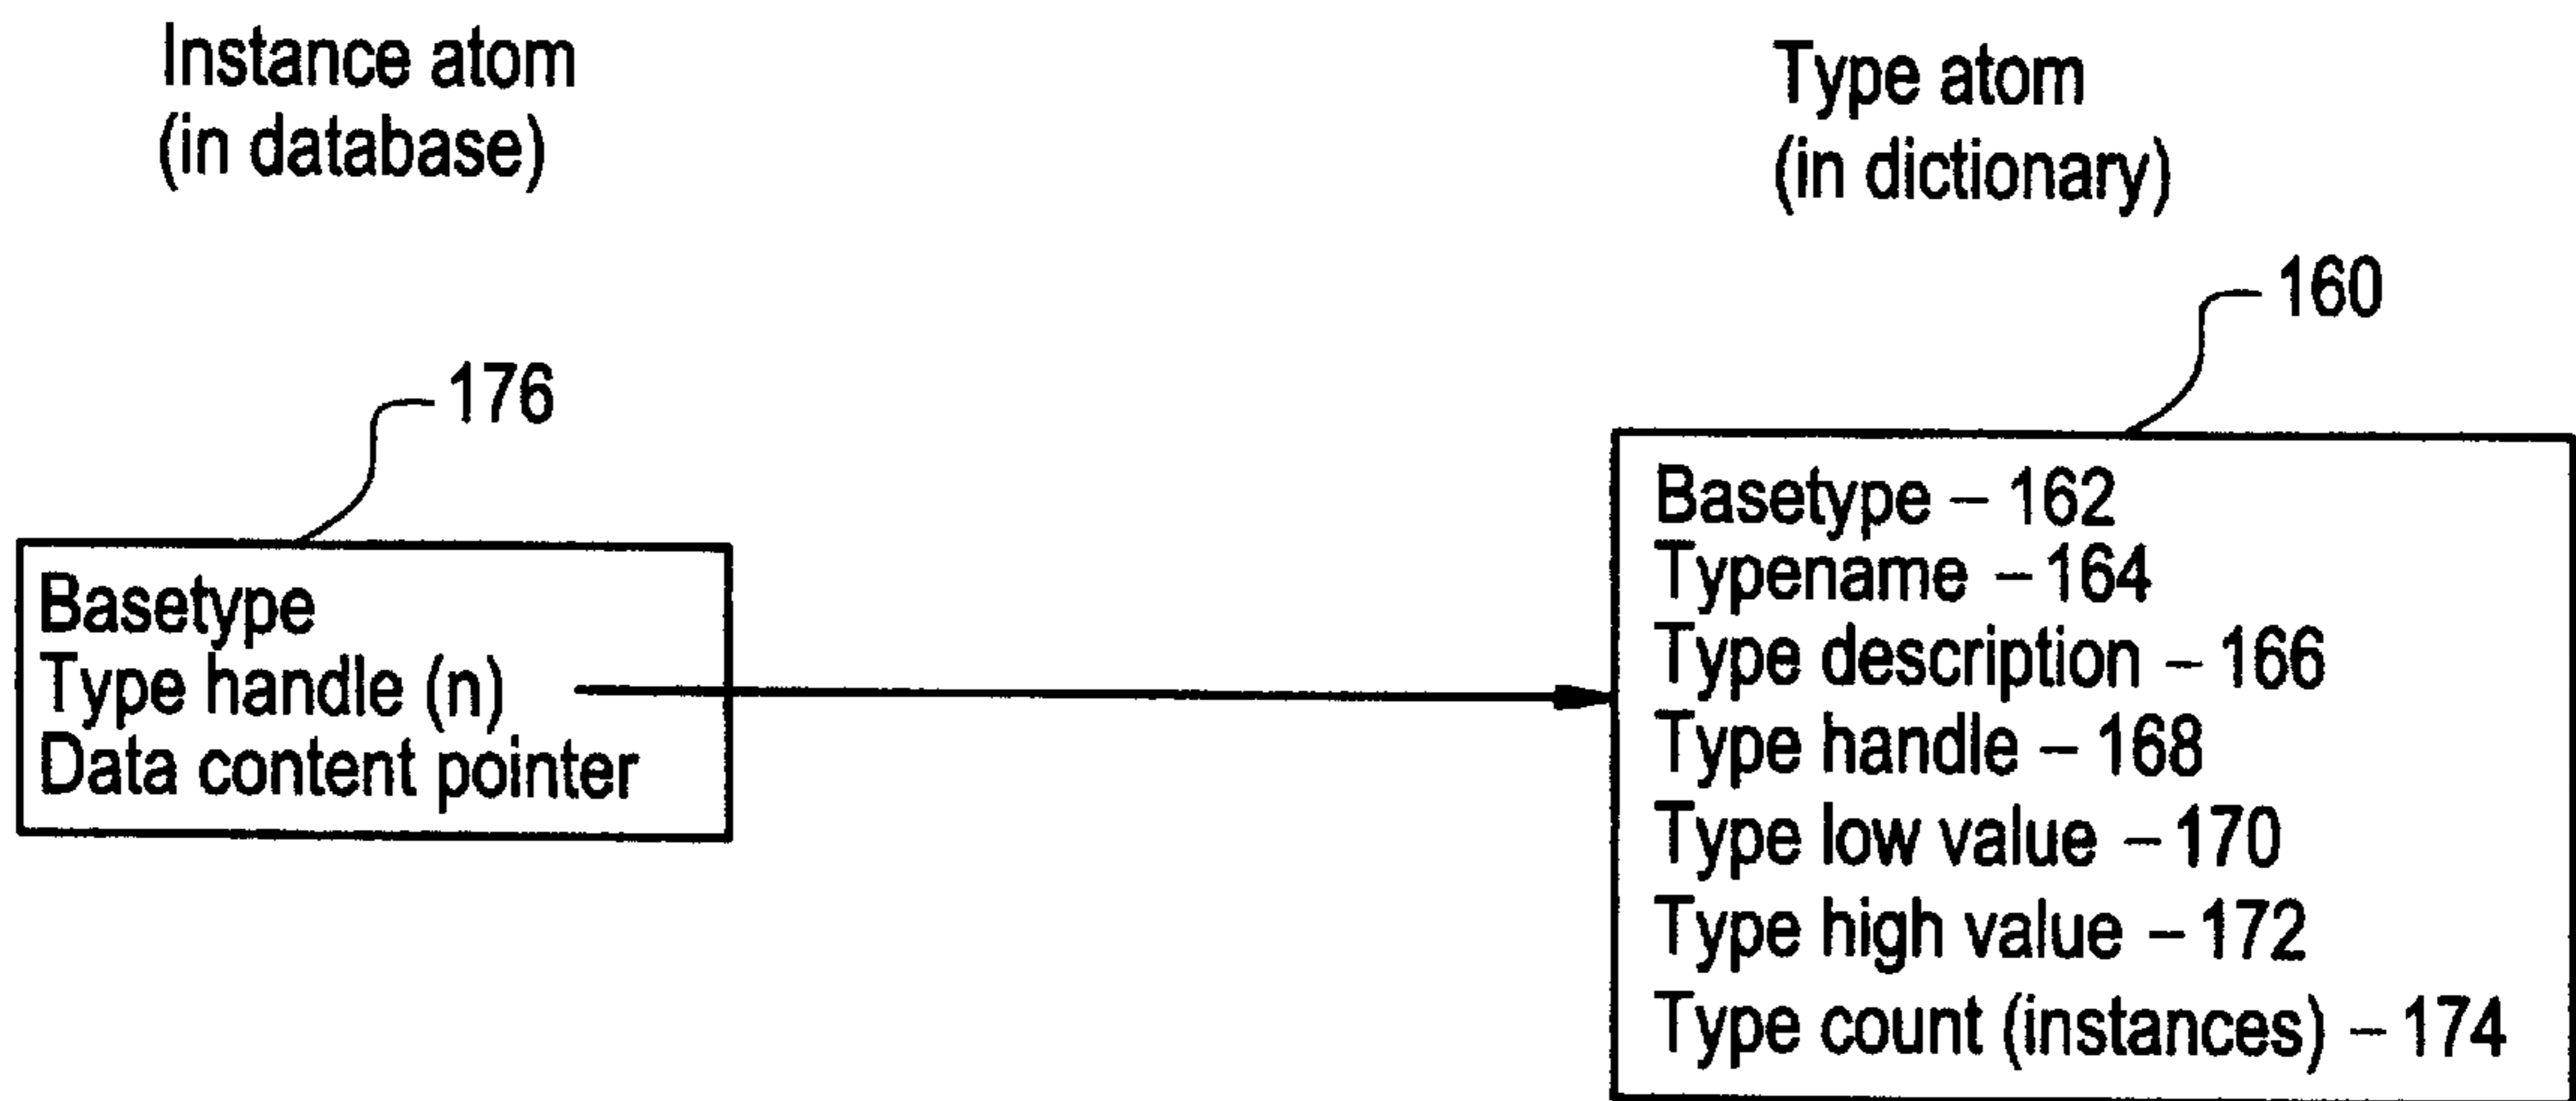 Instance atom
(in database)
176
Basetype
Type handle (n)
Data content pointer
Type atom
(in dictionary)
160
Basetype – 162
Typename – 164
Type description – 166
Type handle – 168
Type low value – 170
Type high value – 172
Type count (instances) – 174